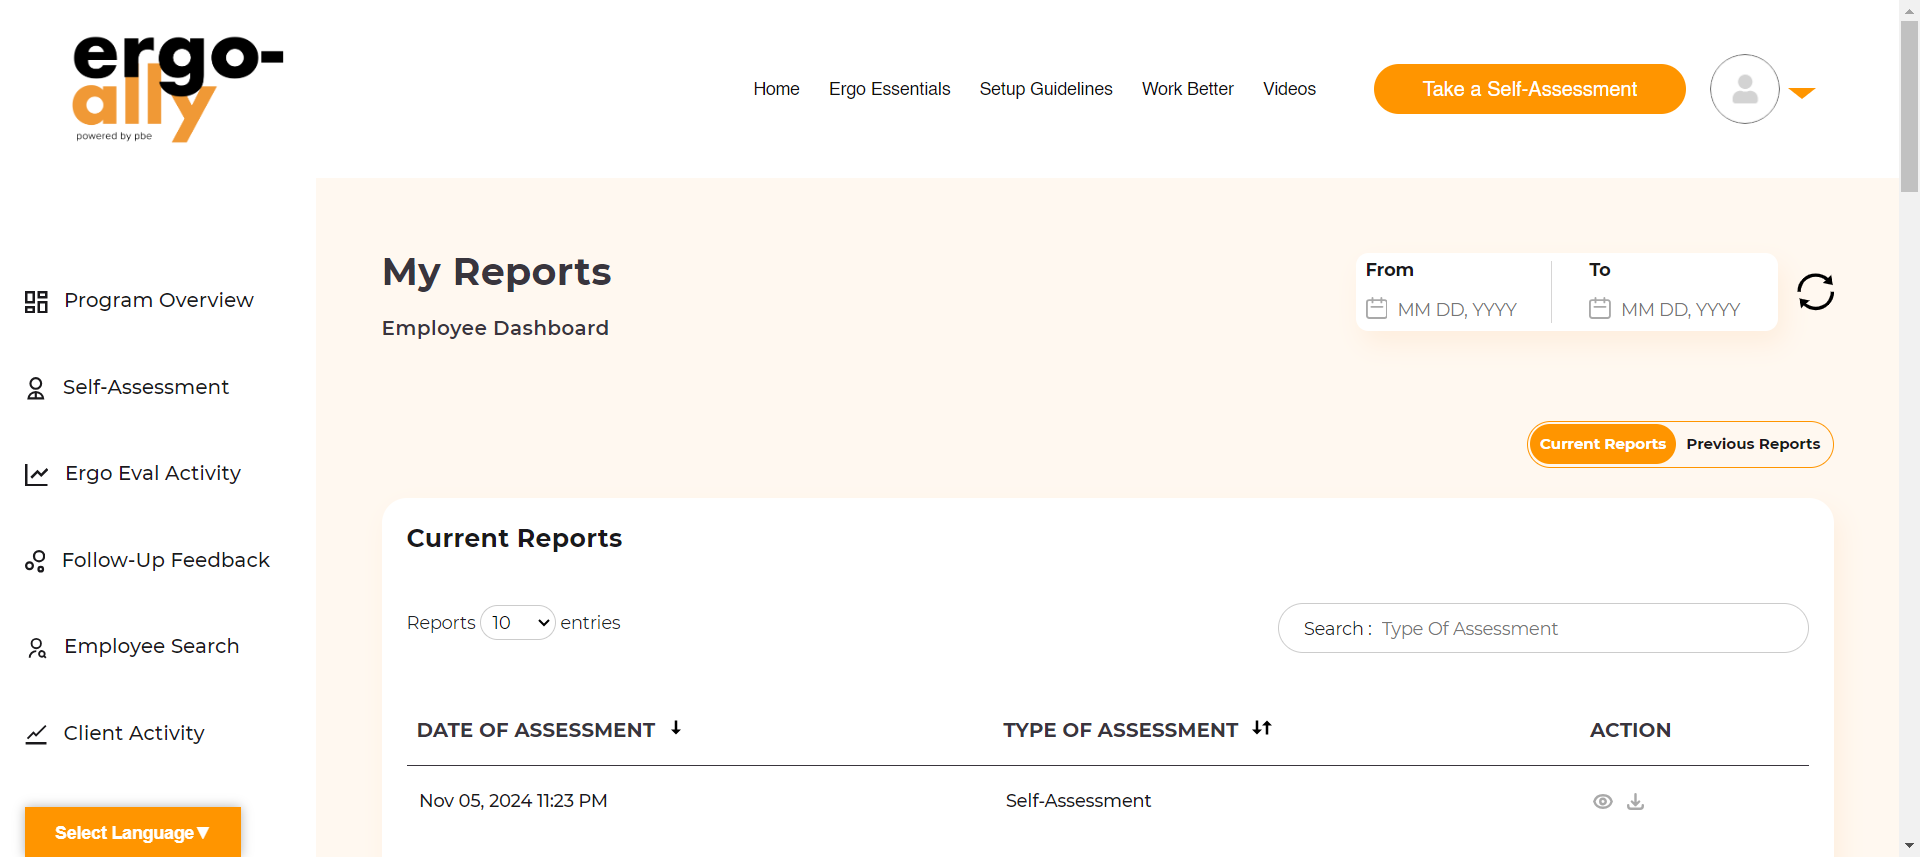 ergo-
ally
powered by pbe
Home Ergo Essentials Setup Guidelines Work Better Videos Take a Self-Assessment
Program Overview
Self-Assessment
Ergo Eval Activity
Follow-Up Feedback
Employee Search
Client Activity
Select Language▼
My Reports
Employee Dashboard
From To
MM DD, YYYY MM DD, YYYY
Current Reports Previous Reports
Current Reports
Reports 10 entries
Search : Type Of Assessment
DATE OF ASSESSMENT TYPE OF ASSESSMENT ACTION
Nov 05, 2024 11:23 PM Self-Assessment